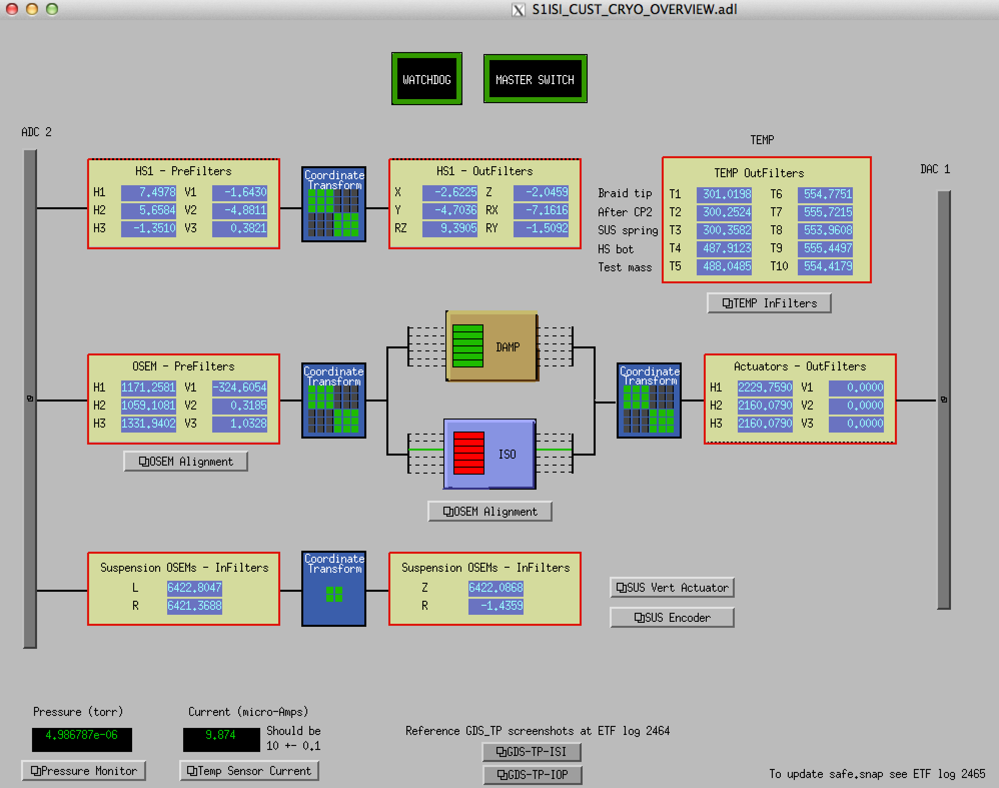 S1ISI_CUST_CRYO_OVERVIEW.adl
WATCHDOG
MASTER SWITCH
ADC 2
TEMP
DAC 1
HS1 - PreFilters
H1 7.4978 V1 -1.6430
H2 5.6584 V2 -4.8811
H3 -1.3510 V3 0.3821
Coordinate
Transform
HS1 - OutFilters
X -2.6225 Z -2.0459
Y -4.7036 RX -7.1616
RZ 9.3905 RY -1.5092
TEMP OutFilters
Braid tip T1 301.0198 T6 554.7751
After CP2 T2 300.2524 T7 555.7215
SUS spring T3 300.3582 T8 553.9608
HS bot T4 487.9123 T9 555.4497
Test mass T5 488.0485 T10 554.4179
TEMP InFilters
OSEM - PreFilters
H1 1171.2581 V1 -324.6054
H2 1059.1081 V2 0.3185
H3 1331.9402 V3 1.0328
OSEM Alignment
Coordinate
Transform
DAMP
ISO
OSEM Alignment
Coordinate
Transform
Actuators - OutFilters
H1 2229.7590 V1 0.0000
H2 2160.0790 V2 0.0000
H3 2160.0790 V3 0.0000
Suspension OSEMs - InFilters
L 6422.8047
R 6421.3688
Coordinate
Transform
Suspension OSEMs - InFilters
Z 6422.0868
R -1.4359
SUS Vert Actuator
SUS Encoder
Pressure (torr)
4.986787e-06
Pressure Monitor
Current (micro-Amps)
9.874
Should be
10 +- 0.1
Temp Sensor Current
Reference GDS_TP screenshots at ETF log 2464
GDS-TP-ISI
GDS-TP-IOP
To update safe.snap see ETF log 2465